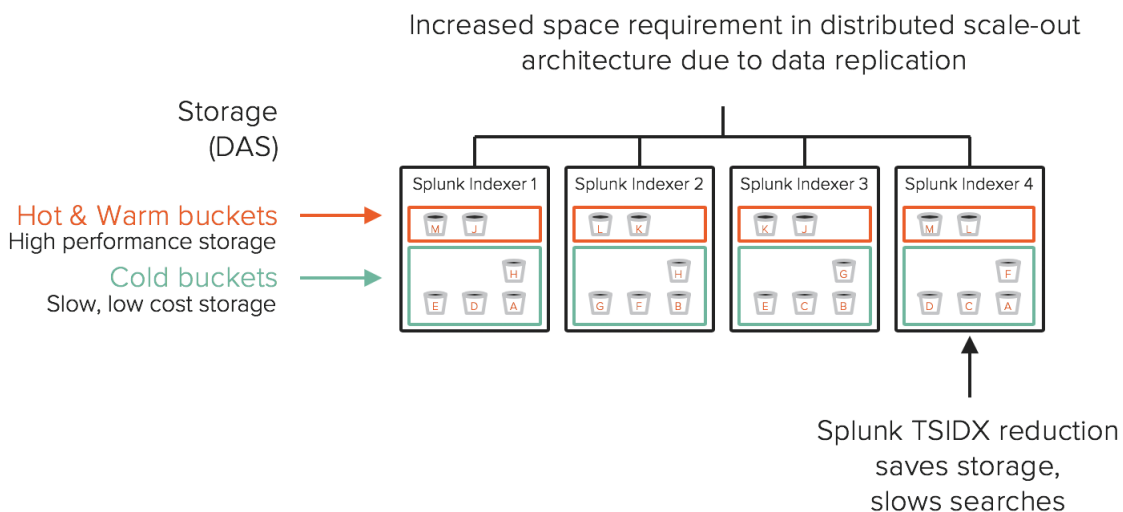 Increased space requirement in distributed scale-out
architecture due to data replication
Storage
(DAS)
Splunk Indexer 1
Splunk Indexer 2
Splunk Indexer 3
Splunk Indexer 4
Hot & Warm buckets
High performance storage
M J
L K
K J
M L
Cold buckets
Slow, low cost storage
H
H
G
F
E D A
G F B
E C B
D C A
Splunk TSIDX reduction
saves storage,
slows searches